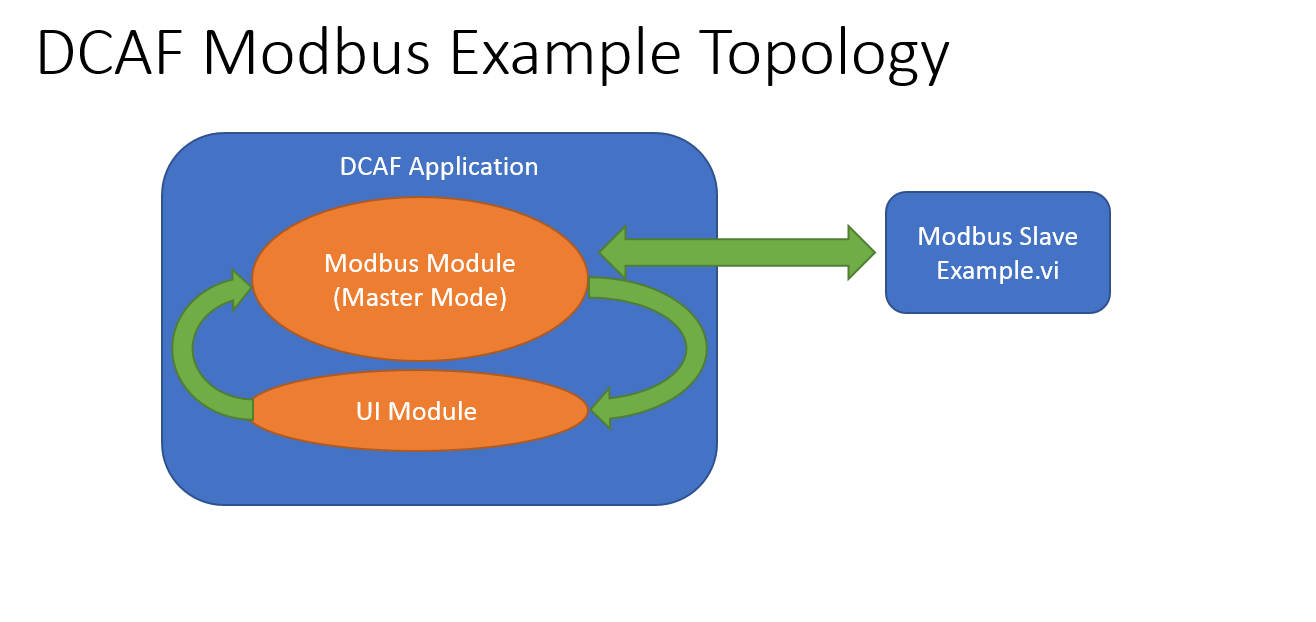 DCAF Modbus Example Topology
DCAF Application
Modbus Module
(Master Mode)
UI Module
Modbus Slave
Example.vi